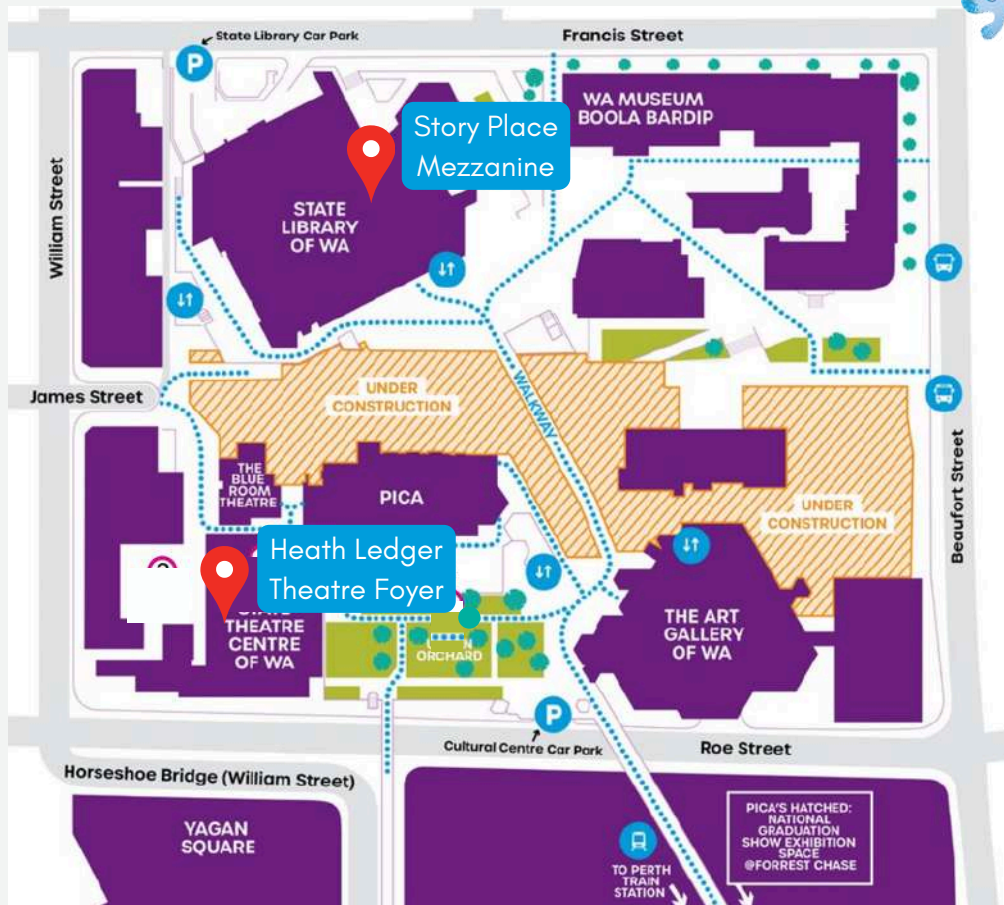 State Library Car Park
P
Francis Street
WA MUSEUM
BOOLA BARDIP
Story Place
Mezzanine
STATE
LIBRARY
OF WA
William Street
James Street
UNDER
CONSTRUCTION
WALKWAY
THE
BLUE
ROOM
THEATRE
PICA
UNDER
CONSTRUCTION
Beaufort Street
Heath Ledger
Theatre Foyer
THEATRE
CENTRE
OF WA
ORCHARD
THE ART
GALLERY
OF WA
P
Cultural Centre Car Park
Roe Street
Horseshoe Bridge (William Street)
YAGAN
SQUARE
TO PERTH
TRAIN
STATION
PICA'S HATCHED:
NATIONAL
GRADUATION
SHOW EXHIBITION
SPACE
@FORREST CHASE